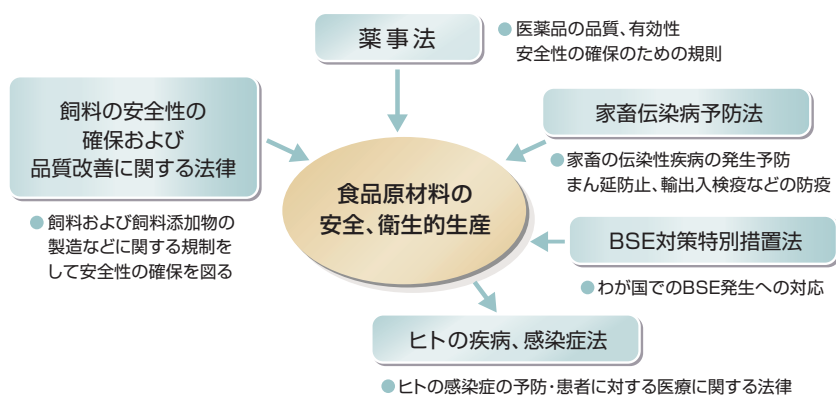 薬事法
●医薬品の品質、有効性
安全性の確保のための規則
飼料の安全性の
確保および
品質改善に関する法律
●飼料および飼料添加物の
製造などに関する規制を
して安全性の確保を図る
食品原材料の
安全、衛生的生産
家畜伝染病予防法
●家畜の伝染性疾病の発生予防
まん延防止、輸出入検疫などの防疫
BSE対策特別措置法
●わが国でのBSE発生への対応
ヒトの疾病、感染症法
●ヒトの感染症の予防・患者に対する医療に関する法律